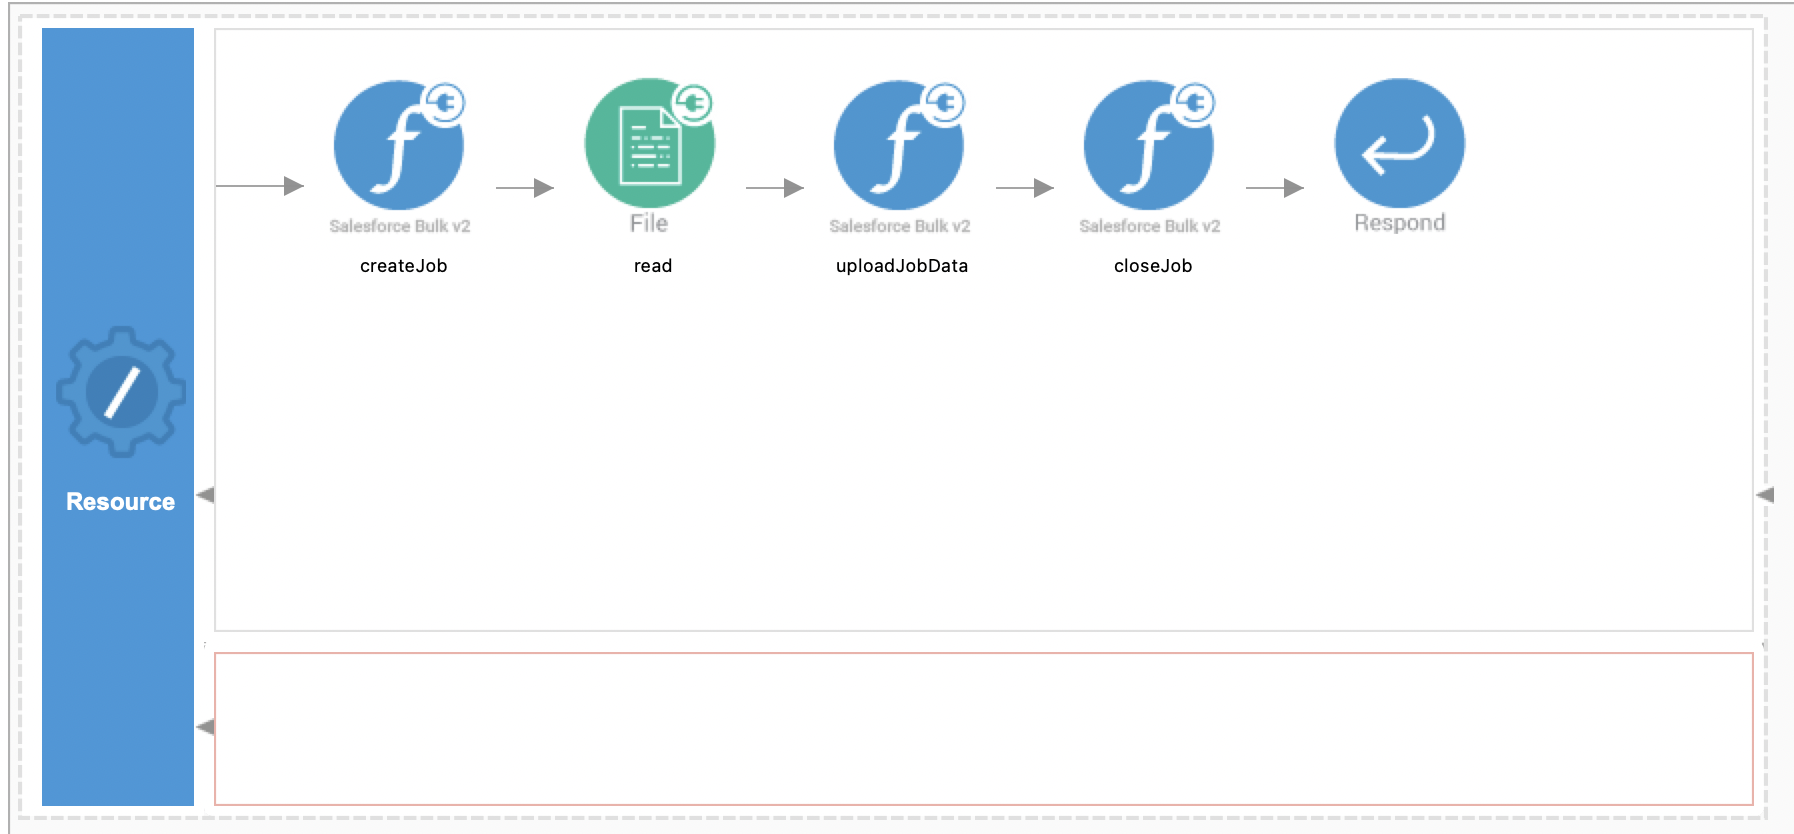 Salesforce Bulk v2
createJob
File
read
Salesforce Bulk v2
uploadJobData
Salesforce Bulk v2
closeJob
Respond
Resource